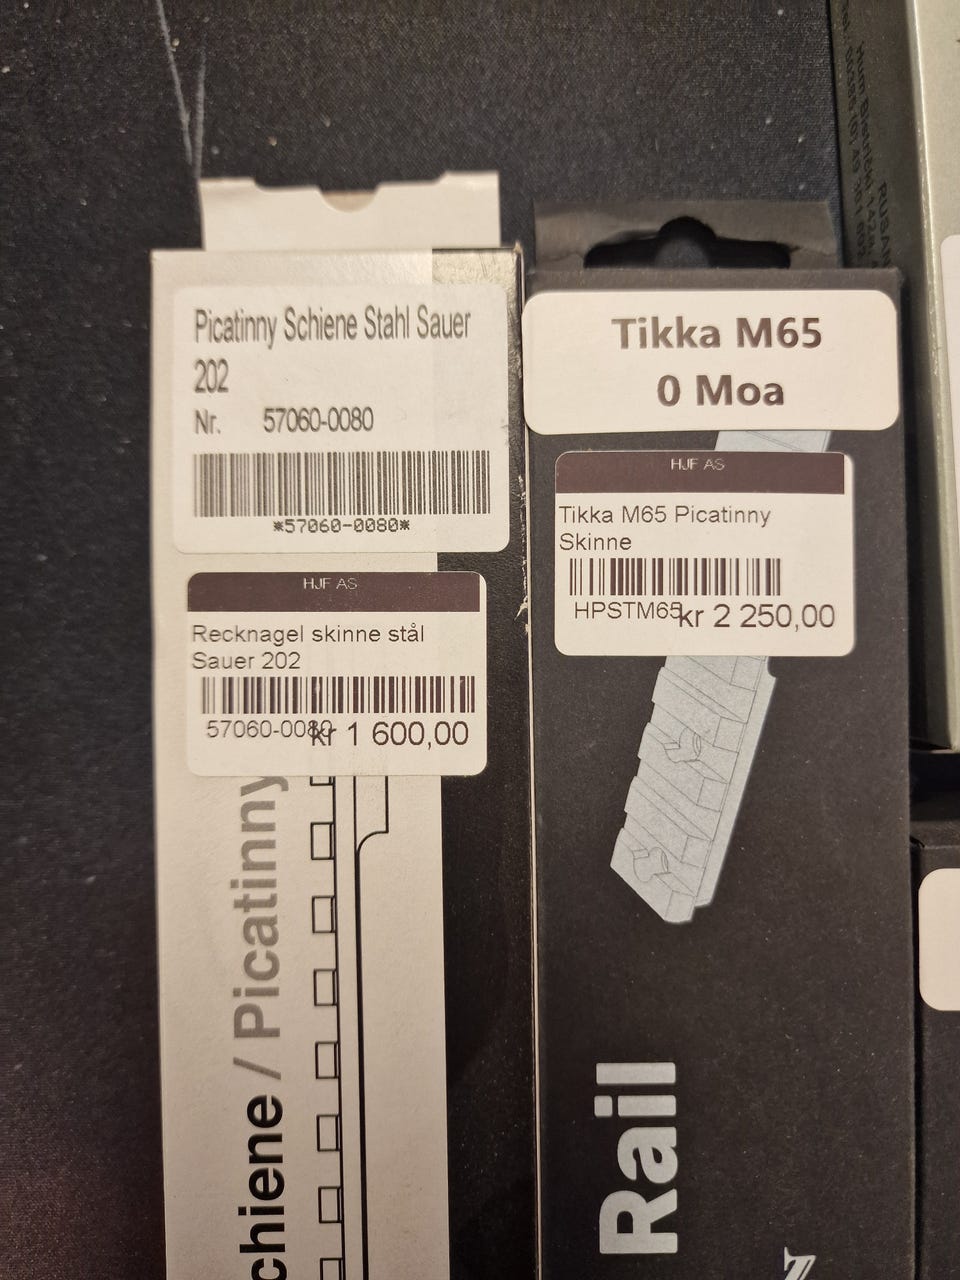 Picatinny Schiene Stahl Sauer
202
Nr. 57060-0080
*57060-0080*
HJF AS
Recknagel skinne stål
Sauer 202
57060-0080
kr 1 600,00
chiene / Picatinny
Tikka M65
0 Moa
HJF AS
Tikka M65 Picatinny
Skinne
HPSTM65
kr 2 250,00
Rail
RUSAN